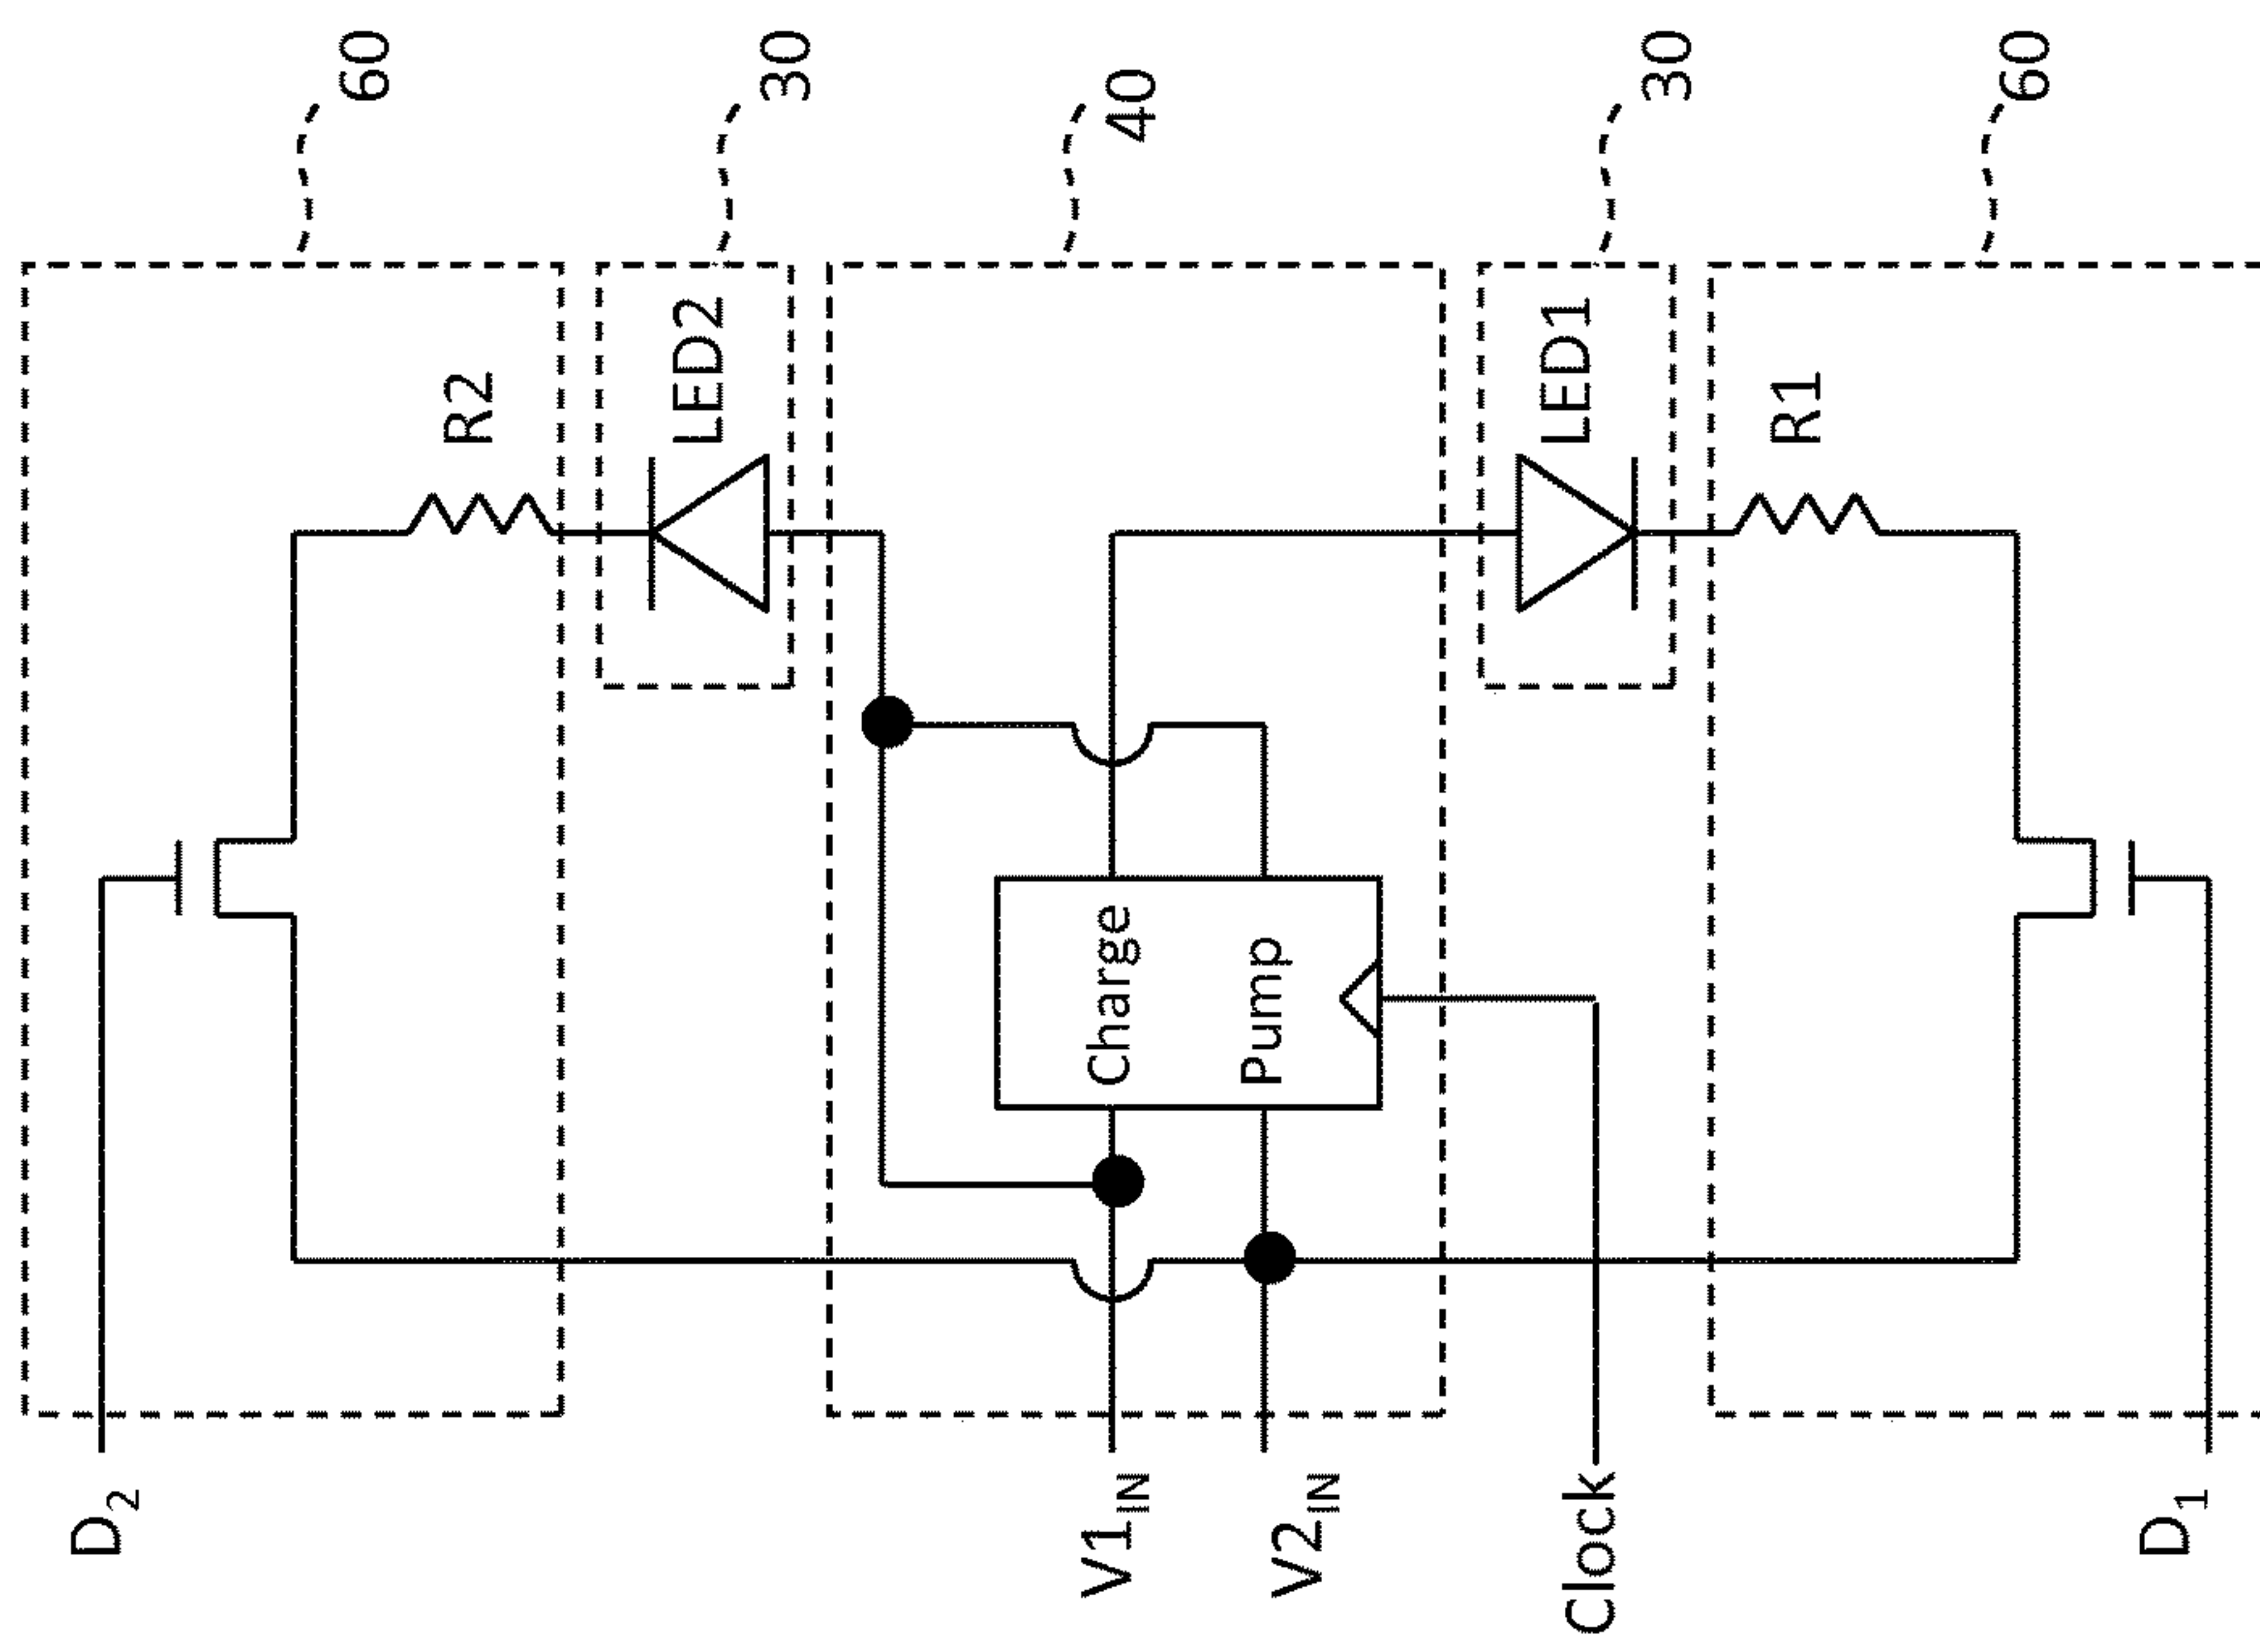 60
30
40
30
60
R2
LED2
LED1
R1
Charge
Pump
D2
V1IN
V2IN
Clock
D1